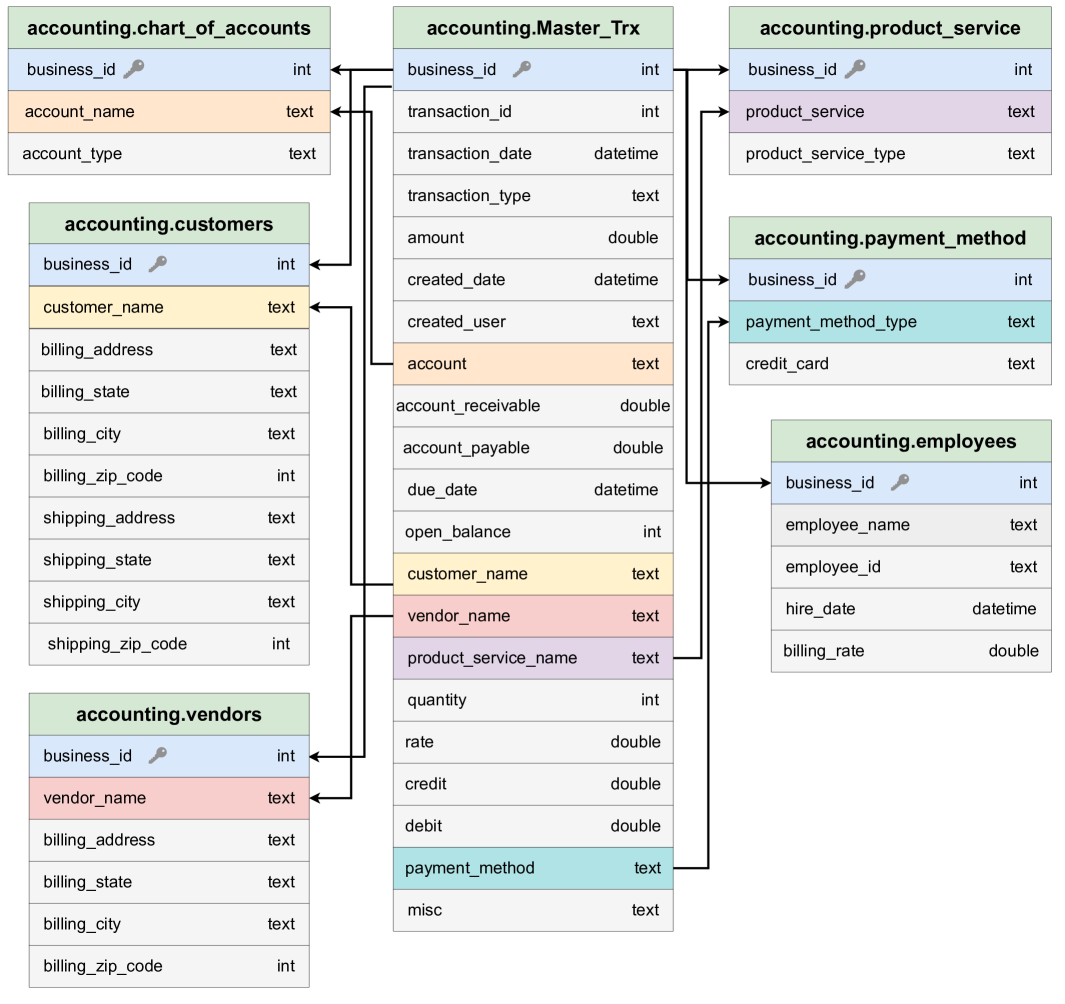 accounting.chart_of_accounts
business_id int
account_name text
account_type text
accounting.customers
business_id int
customer_name text
billing_address text
billing_state text
billing_city text
billing_zip_code int
shipping_address text
shipping_state text
shipping_city text
shipping_zip_code int
accounting.vendors
business_id int
vendor_name text
billing_address text
billing_state text
billing_city text
billing_zip_code int
accounting.Master_Trx
business_id int
transaction_id int
transaction_date datetime
transaction_type text
amount double
created_date datetime
created_user text
account text
account_receivable double
account_payable double
due_date datetime
open_balance int
customer_name text
vendor_name text
product_service_name text
quantity int
rate double
credit double
debit double
payment_method text
misc text
accounting.product_service
business_id int
product_service text
product_service_type text
accounting.payment_method
business_id int
payment_method_type text
credit_card text
accounting.employees
business_id int
employee_name text
employee_id text
hire_date datetime
billing_rate double